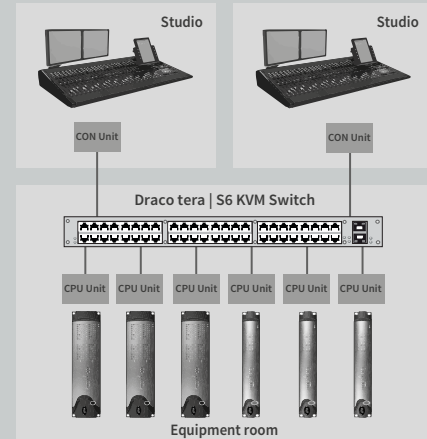 Studio
Studio
CON Unit
CON Unit
Draco tera | S6 KVM Switch
CPU Unit
CPU Unit
CPU Unit
CPU Unit
CPU Unit
CPU Unit
Equipment room